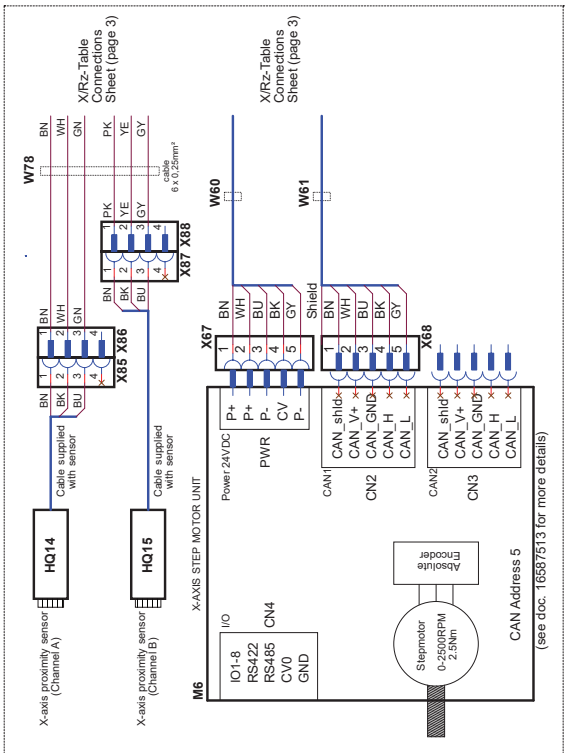 X/Rz-Table
Connections
Sheet (page 3)
X/Rz-Table
Connections
Sheet (page 3)
BN
WH
GN
PK
YE
GY
W78
cable
6 x 0,25mm²
W60
W61
PK
YE
GY
1
2
3
4
X88
X87
1
2
3
4
BN
BK
BU
BN
WH
GN
1
2
3
4
X86
X85
1
2
3
4
BN
BK
BU
Cable supplied
with sensor
Cable supplied
with sensor
HQ14
HQ15
X-axis proximity sensor
(Channel A)
X-axis proximity sensor
(Channel B)
BN
WH
BU
BK
GY
Shield
BN
WH
BU
BK
GY
X67
1
2
3
4
5
1
2
3
4
5
X68
P+
P+
P-
CV
P-
Power 24VDC
PWR
CAN_shld
CAN_V+
CAN_GND
CAN_H
CAN_L
CAN1
CN2
CAN_shld
CAN_V+
CAN_GND
CAN_H
CAN_L
CAN2
CN3
X-AXIS STEP MOTOR UNIT
M6
I/O
CN4
IO1-8
RS422
RS485
CV0
GND
Absolute
Encoder
Stepmotor
0-2500RPM
2.5Nm
CAN Address 5
(see doc. 16587513 for more details)